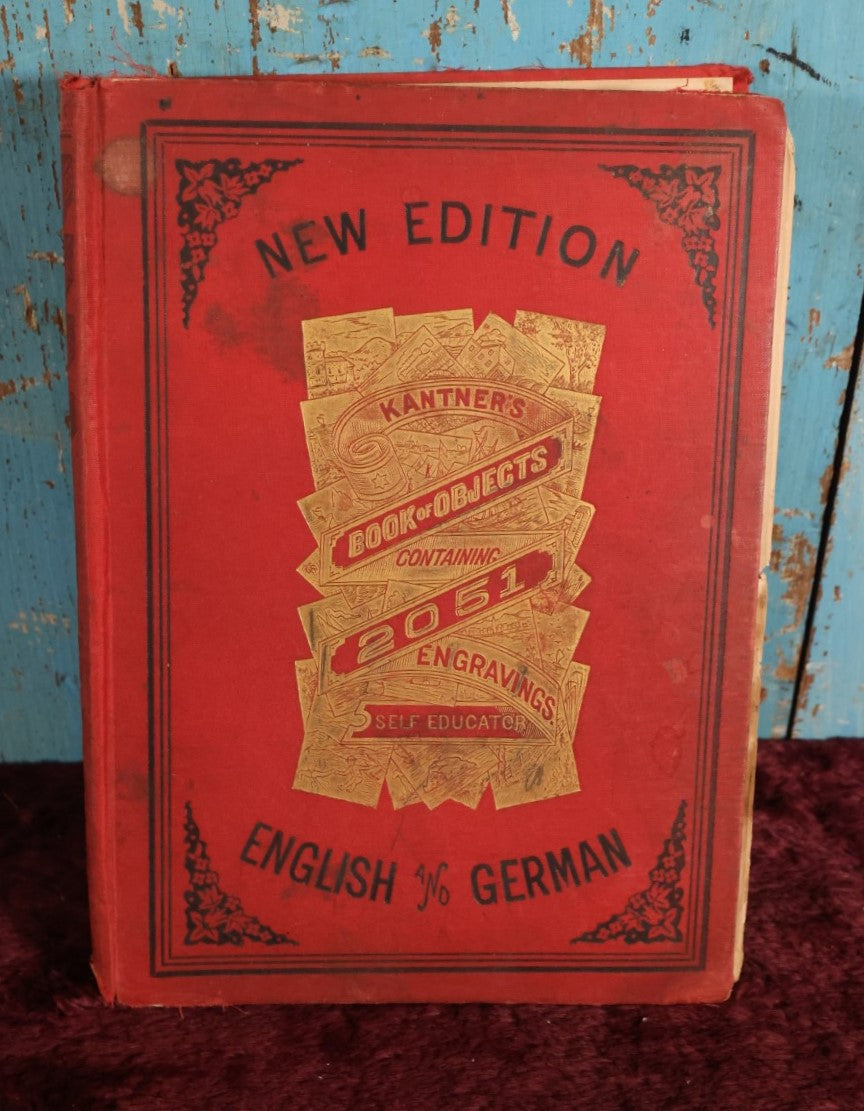 NEW EDITION
KANTNER'S
BOOK OF OBJECTS
CONTAINING
2051
ENGRAVINGS.
SELF EDUCATOR
ENGLISH AND GERMAN